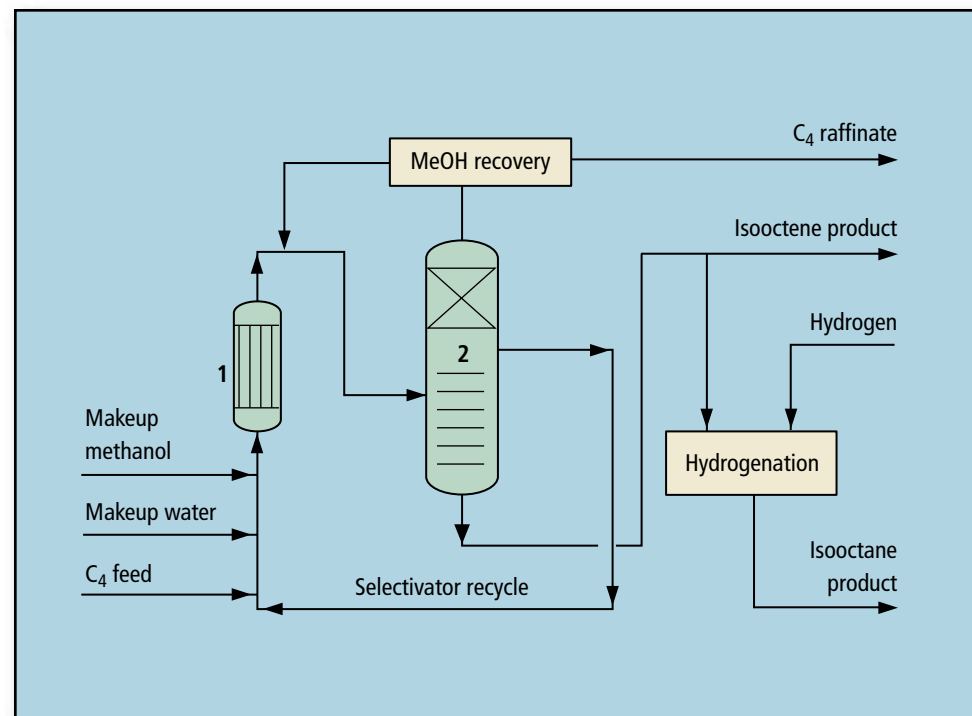 C₄ raffinate
MeOH recovery
Isooctene product
Hydrogen
2
1
Makeup
methanol
Hydrogenation
Makeup water
Isooctane
product
C₄ feed
Selectivator recycle